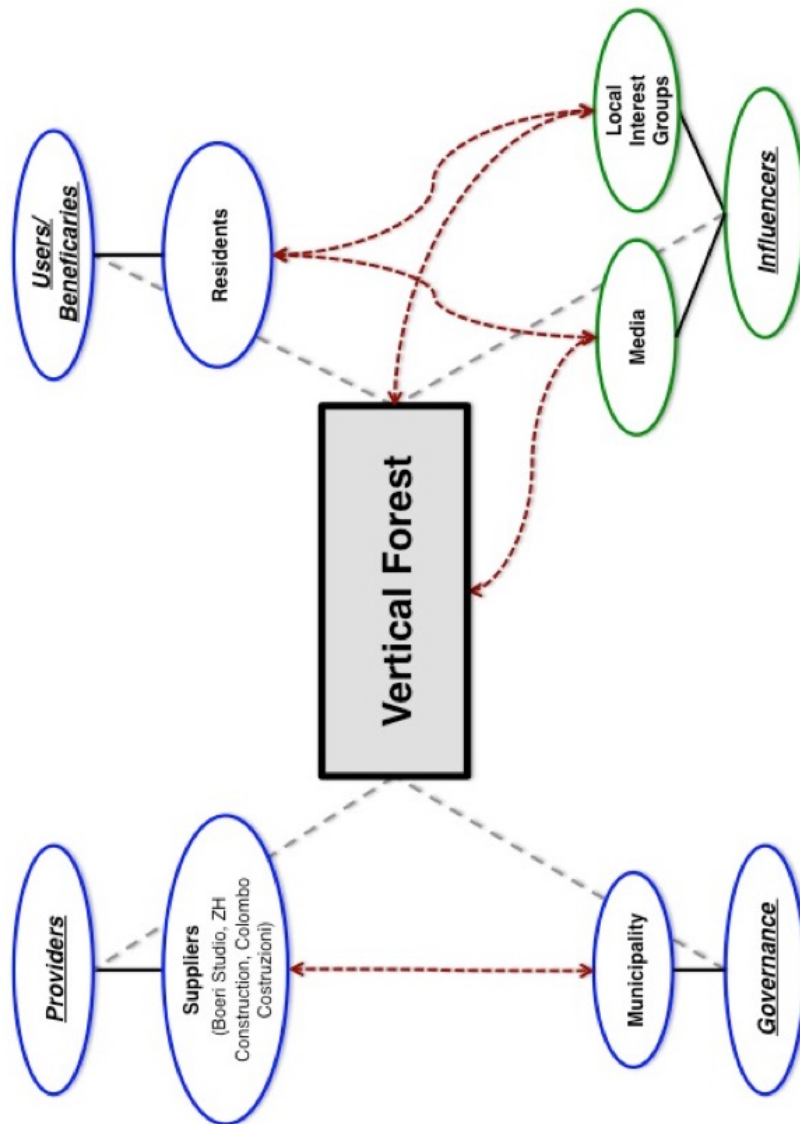 Providers
Suppliers
(Boeri Studio, ZH
Construction, Colombo
Costruzioni)
Users/
Beneficaries
Residents
Vertical Forest
Municipality
Governance
Media
Local
Interest
Groups
Influencers